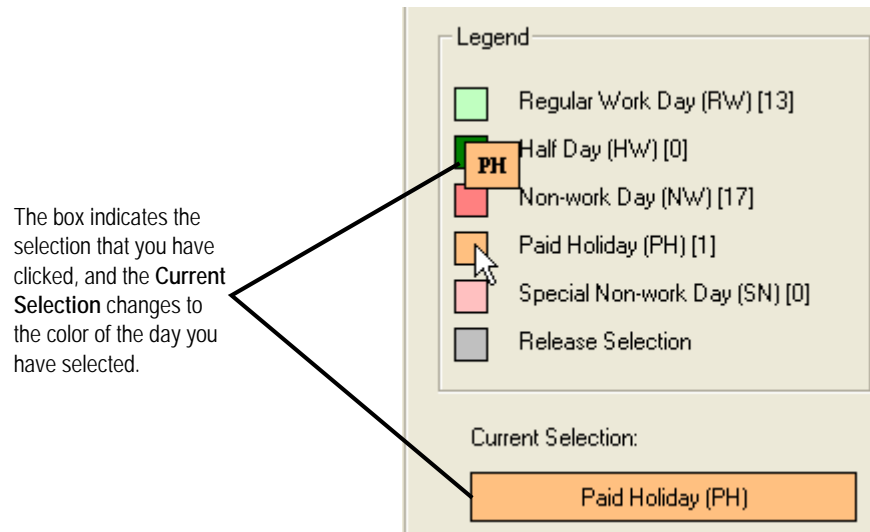 Legend
Regular Work Day (RW) [13]
Half Day (HW) [0]
PH
Non-work Day (NW) [17]
Paid Holiday (PH) [1]
Special Non-work Day (SN) [0]
Release Selection
The box indicates the
selection that you have
clicked, and the Current
Selection changes to
the color of the day you
have selected.
Current Selection:
Paid Holiday (PH)